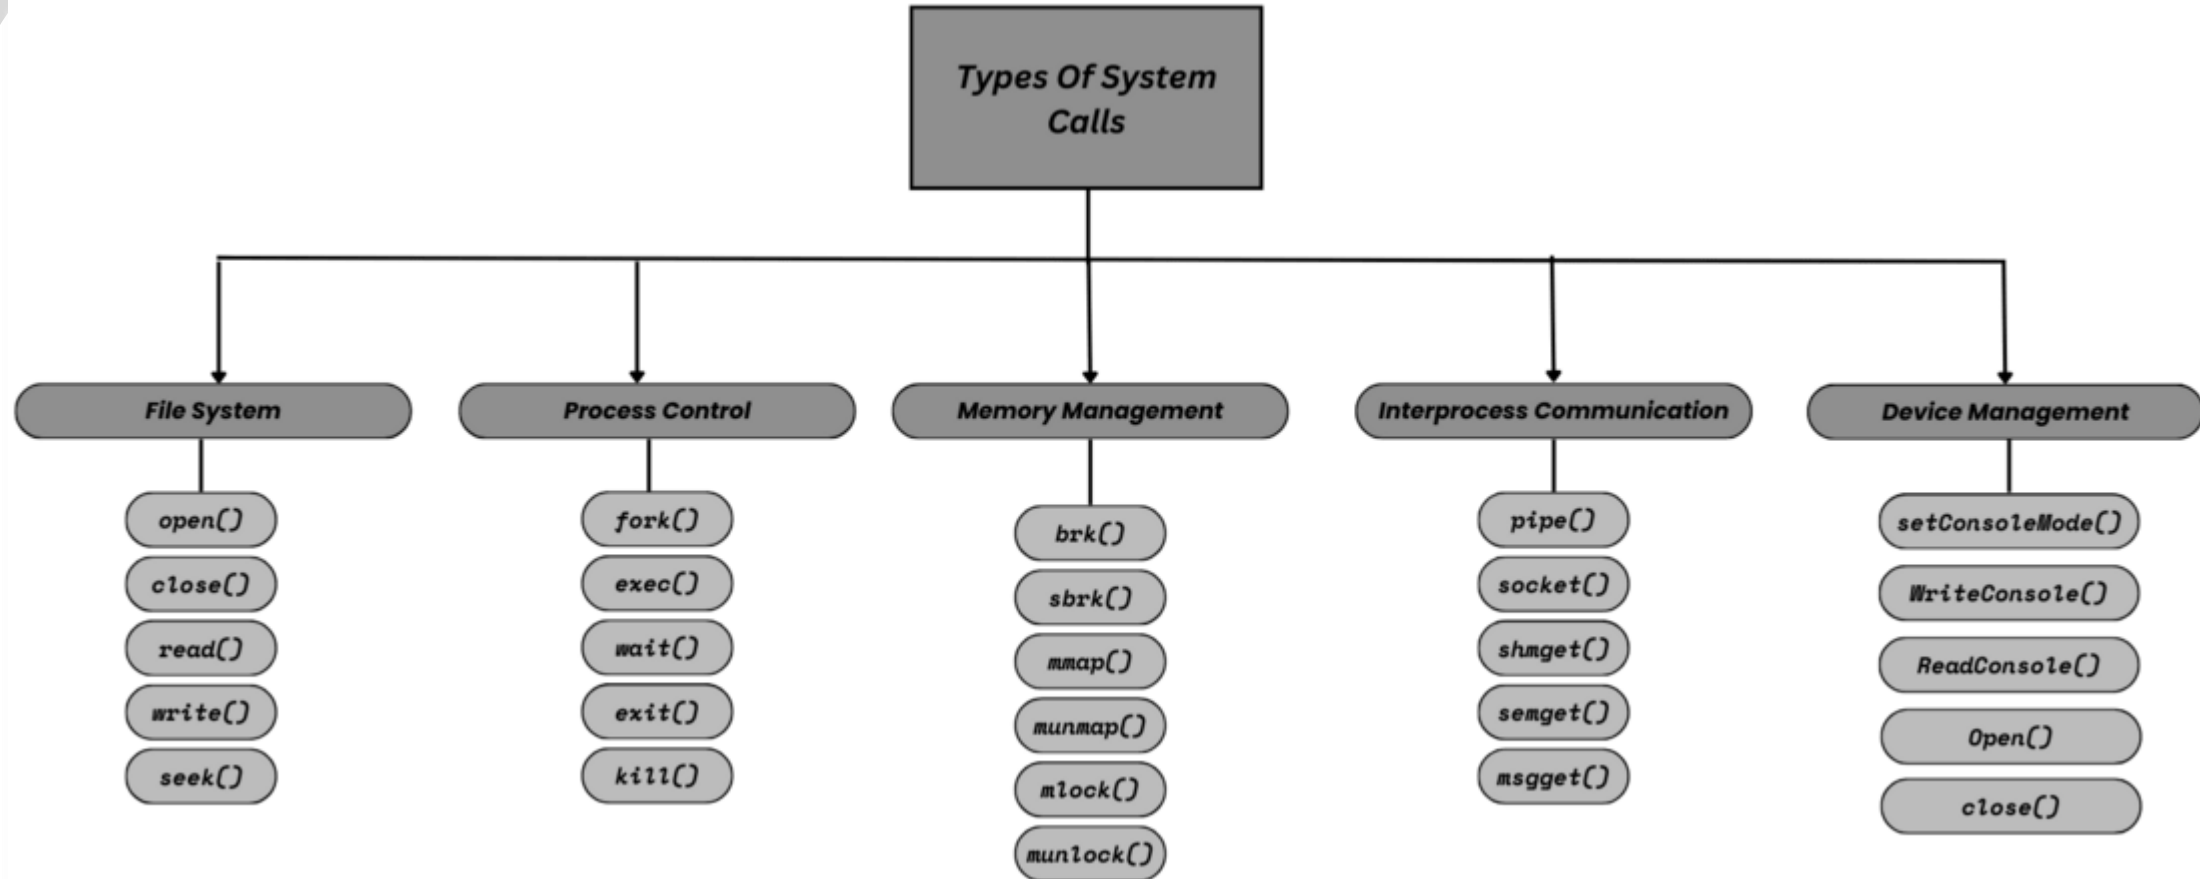 Types Of System
Calls
File System
open()
close()
read()
write()
seek()
Process Control
fork()
exec()
wait()
exit()
kill()
Memory Management
brk()
sbrk()
mmap()
munmap()
mlock()
munlock()
Interprocess Communication
pipe()
socket()
shmget()
semget()
msgget()
Device Management
setConsoleMode()
WriteConsole()
ReadConsole()
Open()
close()